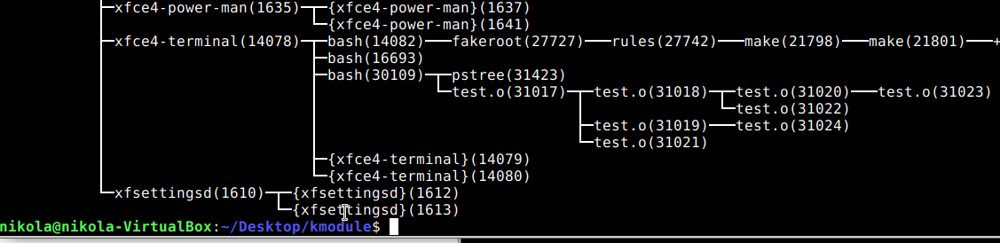 ├─xfce4-power-man(1635)─┬─{xfce4-power-man}(1637)
│ └─{xfce4-power-man}(1641)
├─xfce4-terminal(14078)─┬─bash(14082)───fakeroot(27727)───rules(27742)───make(21798)───make(21801)───+
│ ├─bash(16693)
│ ├─bash(30109)─┬─pstree(31423)
│ │ └─test.o(31017)─┬─test.o(31018)─┬─test.o(31020)───test.o(31023)
│ │ │ └─test.o(31022)
│ │ ├─test.o(31019)───test.o(31024)
│ │ └─test.o(31021)
│ ├─{xfce4-terminal}(14079)
│ └─{xfce4-terminal}(14080)
└─xfsettingsd(1610)─┬─{xfsettingsd}(1612)
└─{xfsettingsd}(1613)
nikola@nikola-VirtualBox:~/Desktop/kmodule$